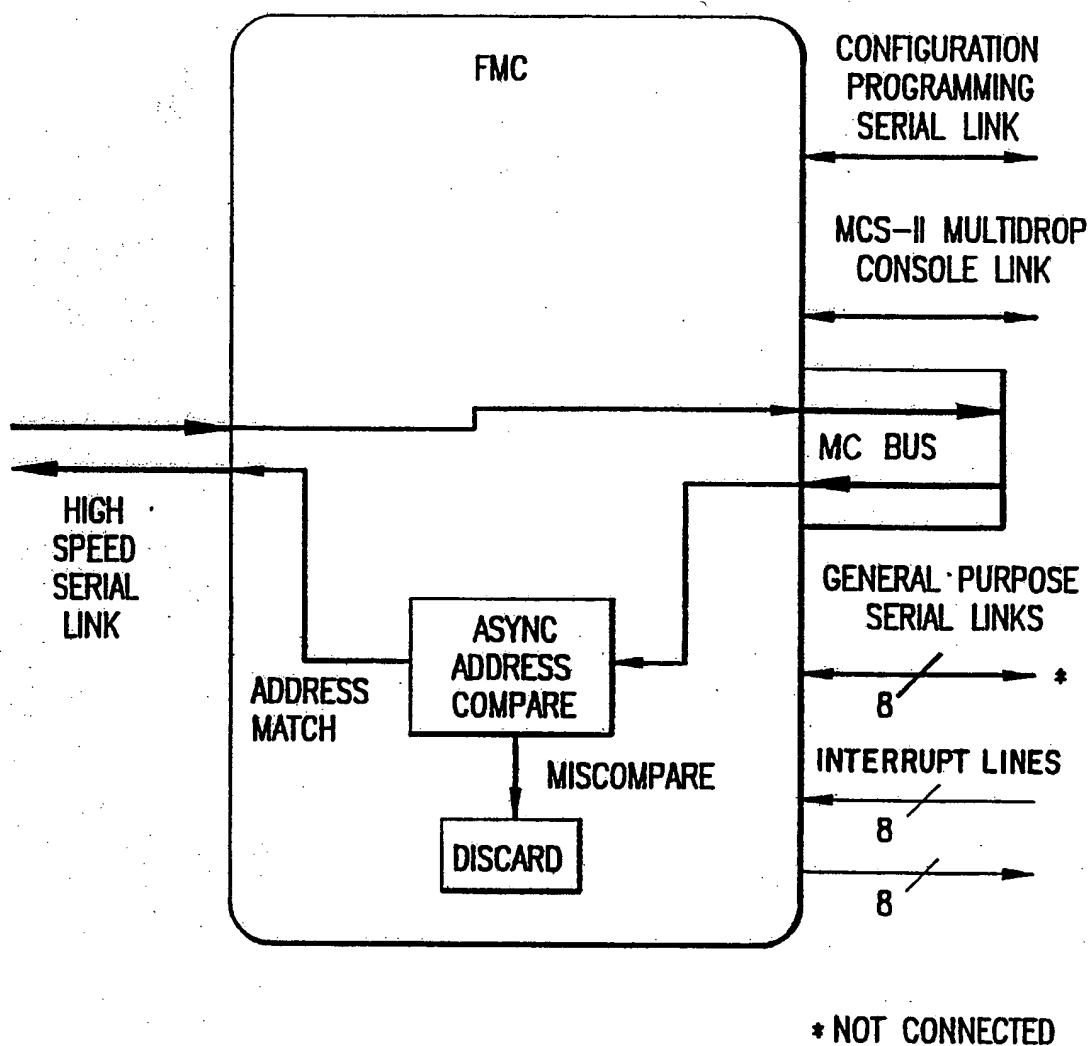 FMC
CONFIGURATION
PROGRAMMING
SERIAL LINK
MCS-II MULTIDROP
CONSOLE LINK
MC BUS
HIGH
SPEED
SERIAL
LINK
GENERAL PURPOSE
SERIAL LINKS
ASYNC
ADDRESS
COMPARE
ADDRESS
MATCH
*
8
MISCOMPARE
INTERRUPT LINES
8
DISCARD
8
* NOT CONNECTED